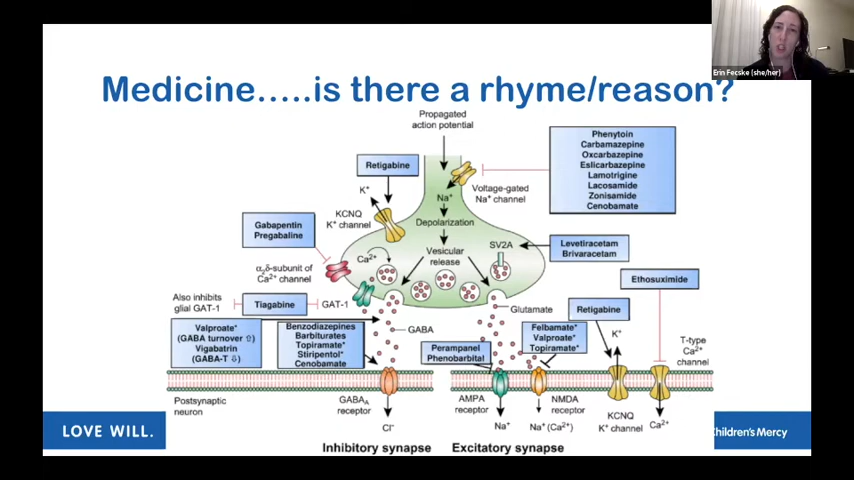 Erin Fecske (she/her)
Medicine.....is there a rhyme/reason?
Propagated
action potential
Retigabine
K+
KCNQ
K+ channel
Na+
Voltage-gated
Na+ channel
Phenytoin
Carbamazepine
Oxcarbazepine
Eslicarbazepine
Lamotrigine
Lacosamide
Zonisamide
Cenobamate
Gabapentin
Pregabaline
Depolarization
Vesicular
release
SV2A
Levetiracetam
Brivaracetam
α2δ-subunit of
Ca2+ channel
Ca2+
Ethosuximide
Also inhibits
glial GAT-1
Tiagabine
GAT-1
Glutamate
Retigabine
GABA
Valproate*
(GABA turnover ⇧)
Vigabatrin
(GABA-T ⇩)
Benzodiazepines
Barbiturates
Topiramate*
Stiripentol*
Cenobamate
Perampanel
Phenobarbital
Felbamate*
Valproate*
Topiramate*
K+
T-type
Ca2+
channel
Postsynaptic
neuron
GABAA
receptor
Cl-
AMPA
receptor
Na+
NMDA
receptor
Na+ (Ca2+)
KCNQ
K+ channel
Ca2+
Inhibitory synapse
Excitatory synapse
LOVE WILL.
Children's Mercy